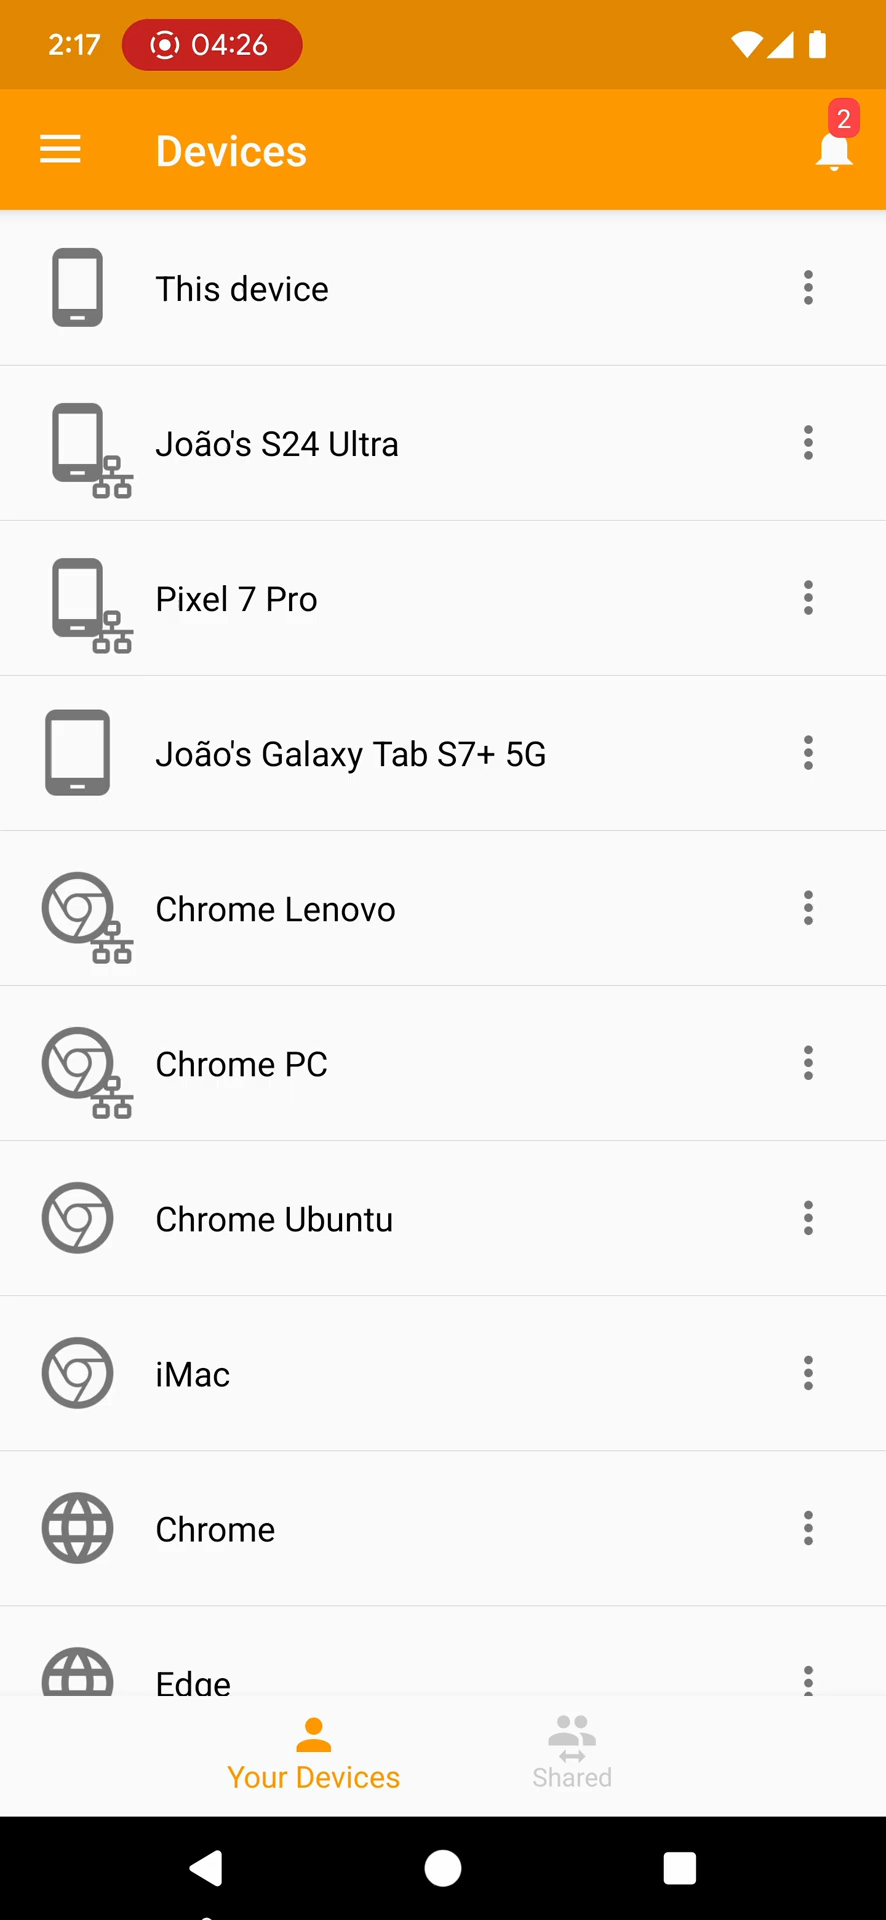 2:17 04:26
Devices 2
This device
João's S24 Ultra
Pixel 7 Pro
João's Galaxy Tab S7+ 5G
Chrome Lenovo
Chrome PC
Chrome Ubuntu
iMac
Chrome
Edge
Your Devices Shared